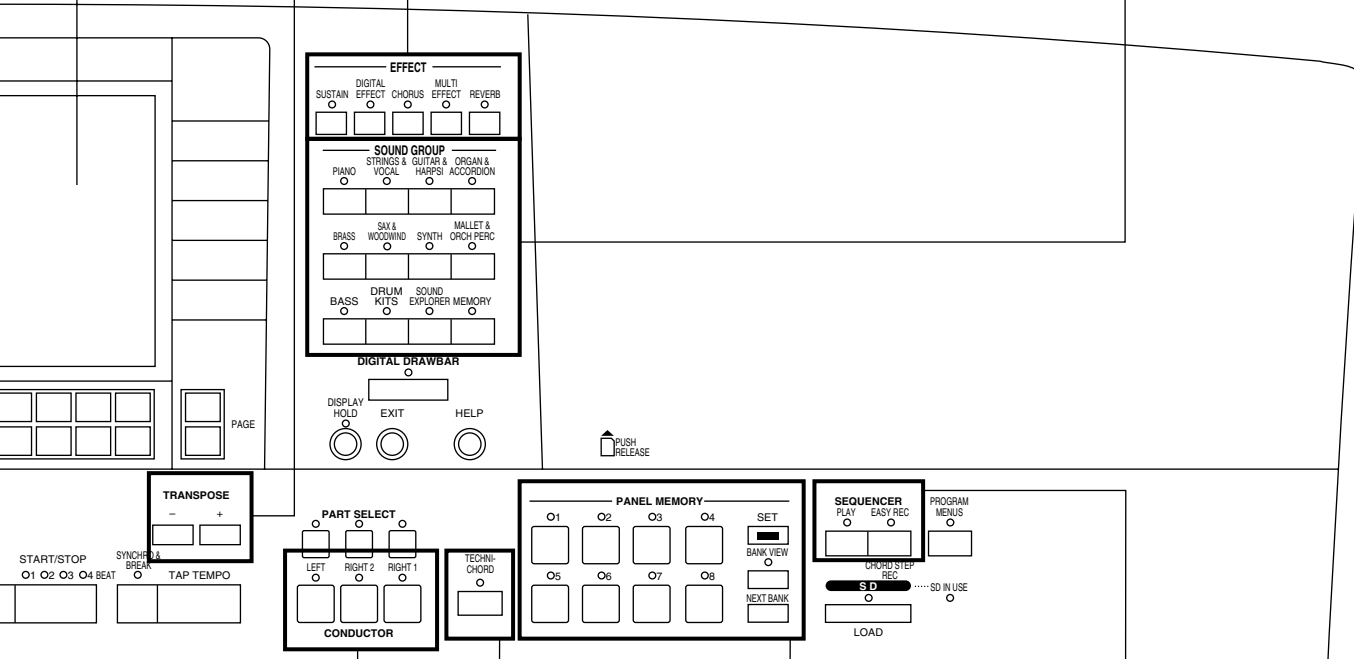 EFFECT
SUSTAIN DIGITAL EFFECT CHORUS MULTI EFFECT REVERB
SOUND GROUP
PIANO STRINGS & VOCAL GUITAR & HARPSI ORGAN & ACCORDION
BRASS SAX & WOODWIND SYNTH MALLET & ORCH PERC
BASS DRUM KITS SOUND EXPLORER MEMORY
DIGITAL DRAWBAR
DISPLAY HOLD EXIT HELP
PAGE
PUSH
RELEASE
TRANSPOSE
− +
START/STOP
1 2 3 4 BEAT
SYNCHRO & BREAK
TAP TEMPO
PART SELECT
LEFT RIGHT 2 RIGHT 1
CONDUCTOR
TECHNI-
CHORD
PANEL MEMORY
1 2 3 4 SET
BANK VIEW
5 6 7 8 NEXT BANK
SEQUENCER
PLAY EASY REC
PROGRAM
MENUS
CHORD STEP
REC
SD
SD IN USE
LOAD